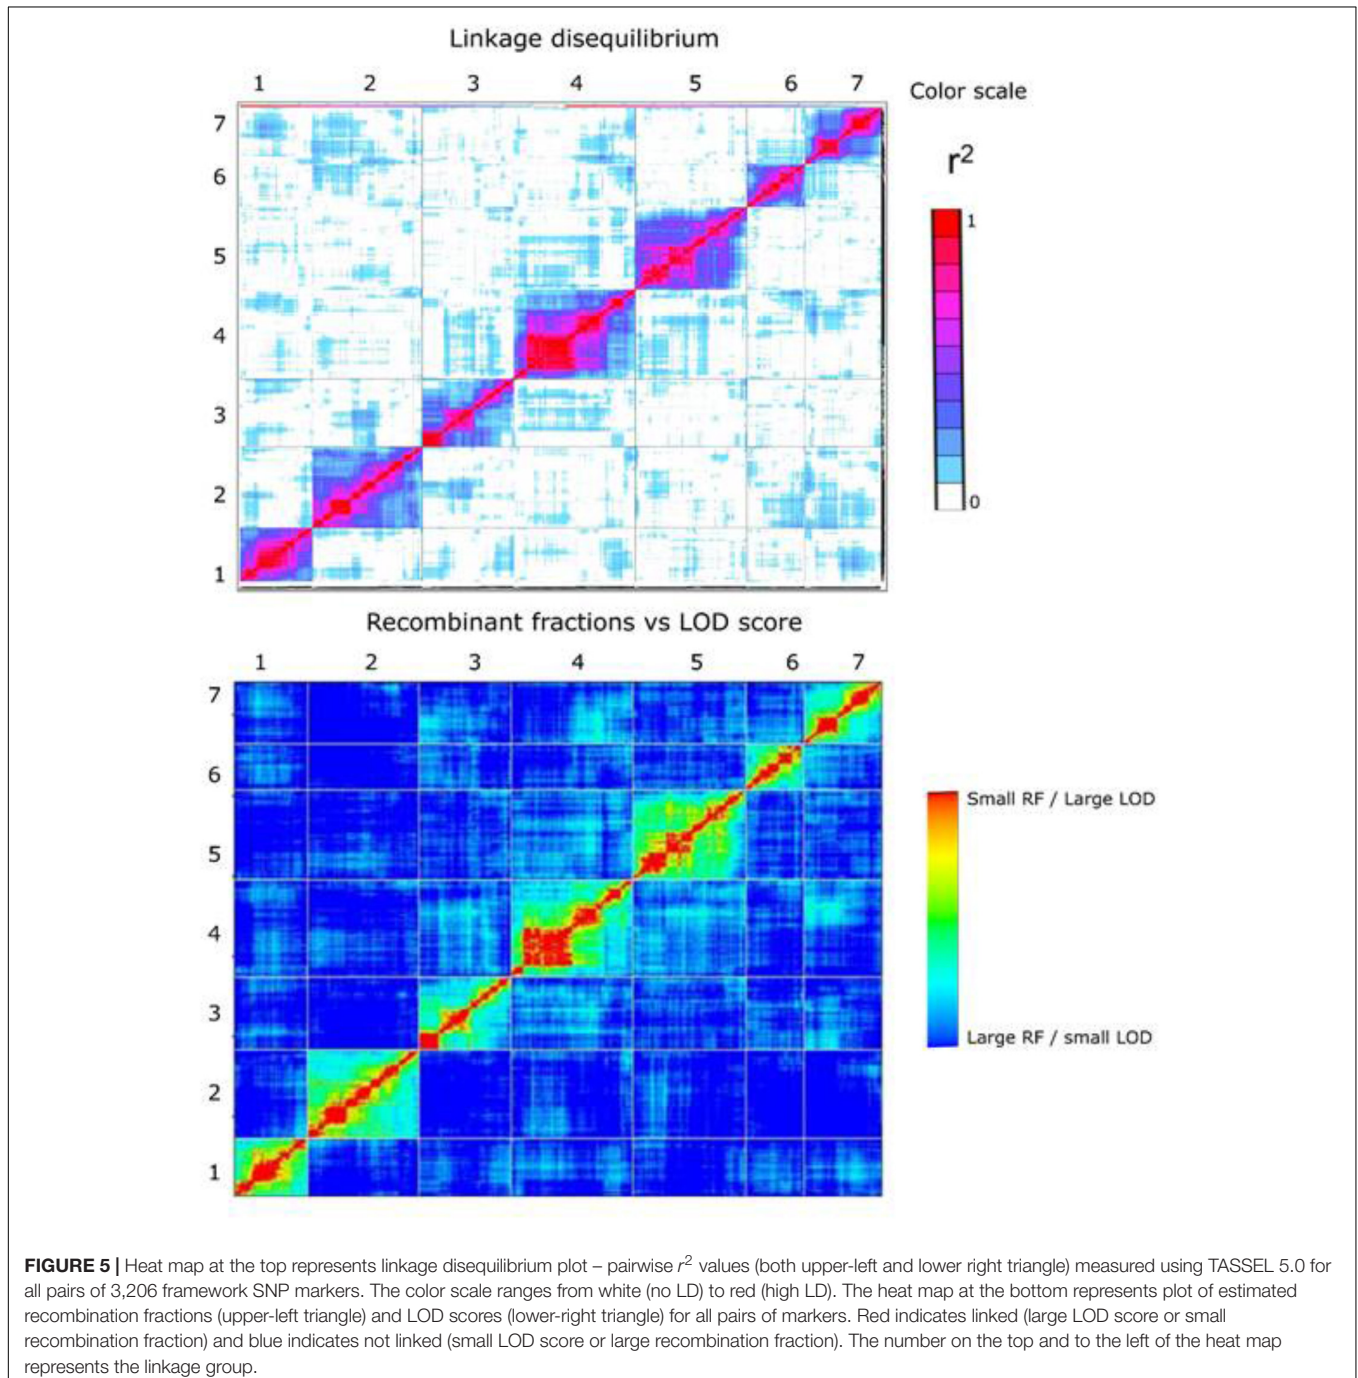 Linkage disequilibrium
1 2 3 4 5 6 7
Color scale
7
6
5
4
3
2
1
r²
1
0
Recombinant fractions vs LOD score
1 2 3 4 5 6 7
7
6
5
4
3
2
1
Small RF / Large LOD
Large RF / small LOD
FIGURE 5 | Heat map at the top represents linkage disequilibrium plot – pairwise r² values (both upper-left and lower right triangle) measured using TASSEL 5.0 for
all pairs of 3,206 framework SNP markers. The color scale ranges from white (no LD) to red (high LD). The heat map at the bottom represents plot of estimated
recombination fractions (upper-left triangle) and LOD scores (lower-right triangle) for all pairs of markers. Red indicates linked (large LOD score or small
recombination fraction) and blue indicates not linked (small LOD score or large recombination fraction). The number on the top and to the left of the heat map
represents the linkage group.